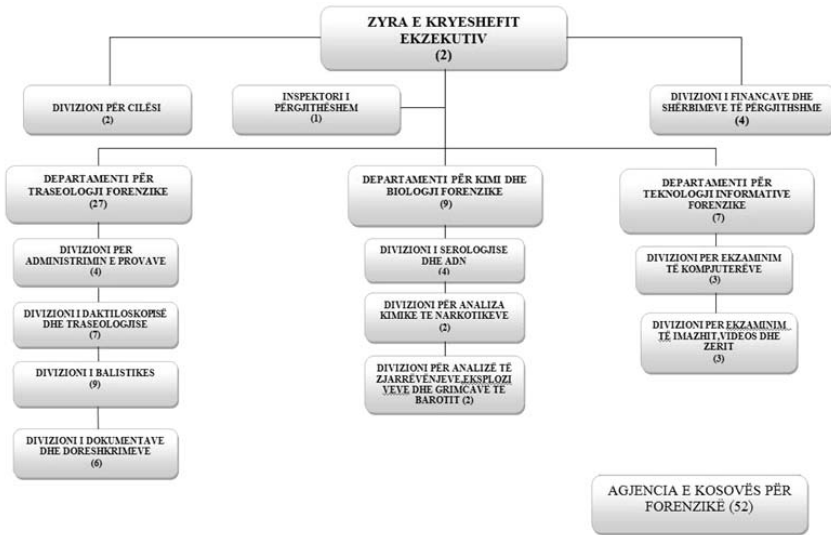 ZYRA E KRYESHEFIT
EKZEKUTIV
(2)
DIVIZIONI PËR CILËSI
(2)
INSPEKTORI I
PËRGJITHËSHEM
(1)
DIVIZIONI I FINANCAVE DHE
SHËRBIMEVE TË PËRGJITHSHME
(4)
DEPARTAMENTI PËR
TRASEOLOGJI FORENZIKE
(27)
DIVIZIONI PER
ADMINISTRIMIN E PROVAVE
(4)
DIVIZIONI I DAKTILOSKOPISË
DHE TRASEOLOGJISE
(7)
DIVIZIONI I BALISTIKES
(9)
DIVIZIONI I DOKUMENTAVE
DHE DORESHKRIMEVE
(6)
DEPARTAMENTI PËR KIMI DHE
BIOLOGJI FORENZIKE
(9)
DIVIZIONI I SEROLOGJISE
DHE ADN
(4)
DIVIZIONI PËR ANALIZA
KIMIKE TE NARKOTIKEVE
(2)
DIVIZIONI PËR ANALIZË TË
ZJARRËVËNJEVE,EKSPLOZI
VEVE DHE GRIMCAVE TE
BAROTIT (2)
DEPARTAMENTI PËR
TEKNOLOGJI INFORMATIVE
FORENZIKE
(7)
DIVIZIONI PER EKZAMINIM
TË KOMPJUTERËVE
(3)
DIVIZIONI PER EKZAMINIM
TË IMAZHIT,VIDEOS DHE
ZERIT
(3)
AGJENCIA E KOSOVËS PËR
FORENZIKË (52)